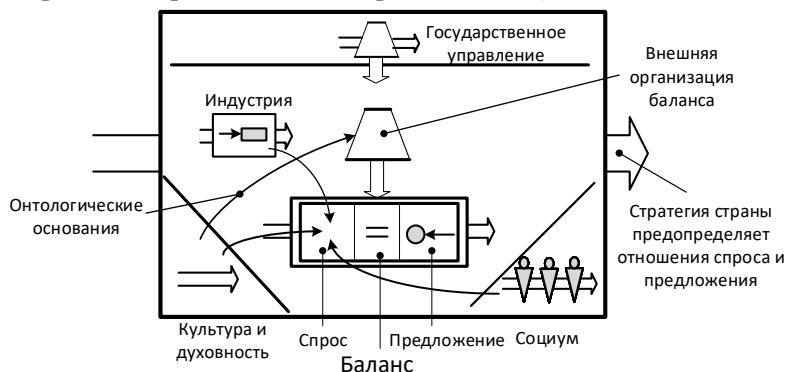 Государственное
управление
Внешняя
организация
баланса
Индустрия
Онтологические
основания
Стратегия страны
предопределяет
отношения спроса и
предложения
Культура и
духовность
Спрос
Предложение
Социум
Баланс